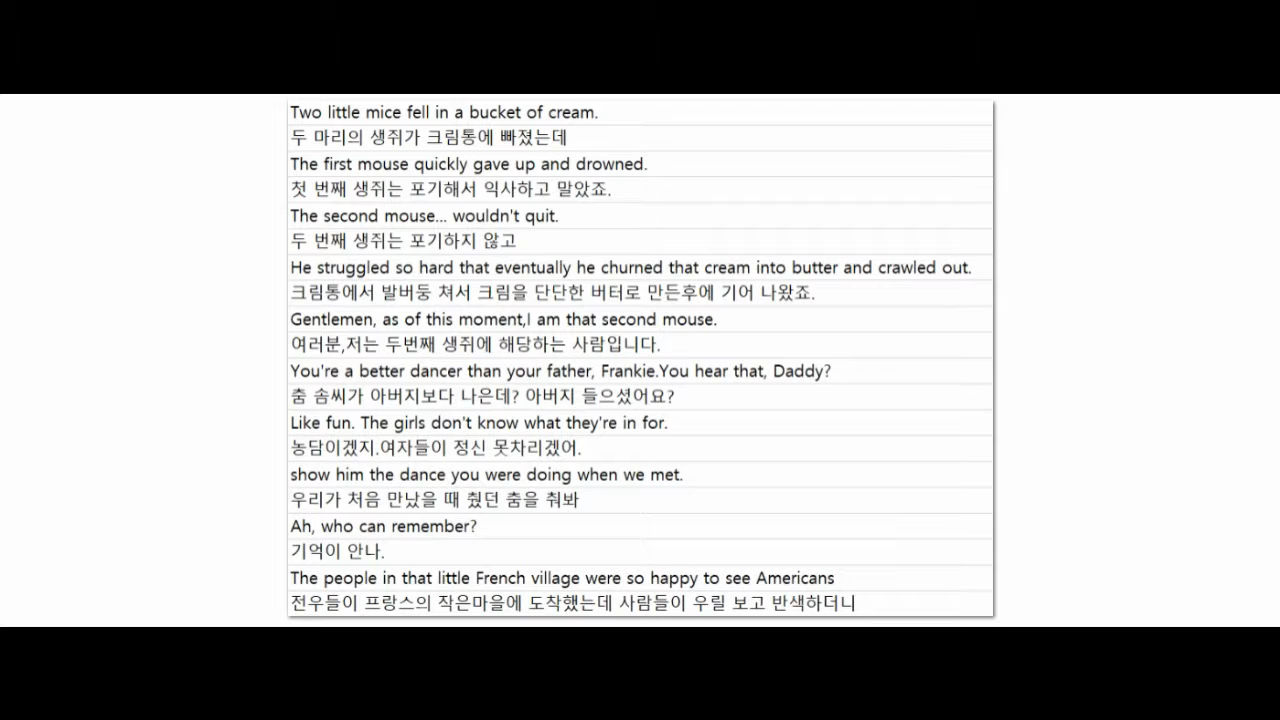 Two little mice fell in a bucket of cream.
두 마리의 생쥐가 크림통에 빠졌는데
The first mouse quickly gave up and drowned.
첫 번째 생쥐는 포기해서 익사하고 말았죠.
The second mouse... wouldn't quit.
두 번째 생쥐는 포기하지 않고
He struggled so hard that eventually he churned that cream into butter and crawled out.
크림통에서 발버둥 쳐서 크림을 단단한 버터로 만든후에 기어 나왔죠.
Gentlemen, as of this moment,I am that second mouse.
여러분,저는 두번째 생쥐에 해당하는 사람입니다.
You're a better dancer than your father, Frankie.You hear that, Daddy?
춤 솜씨가 아버지보다 나은데? 아버지 들으셨어요?
Like fun. The girls don't know what they're in for.
농담이겠지.여자들이 정신 못차리겠어.
show him the dance you were doing when we met.
우리가 처음 만났을 때 췄던 춤을 춰봐
Ah, who can remember?
기억이 안나.
The people in that little French village were so happy to see Americans
전우들이 프랑스의 작은마을에 도착했는데 사람들이 우릴 보고 반색하더니